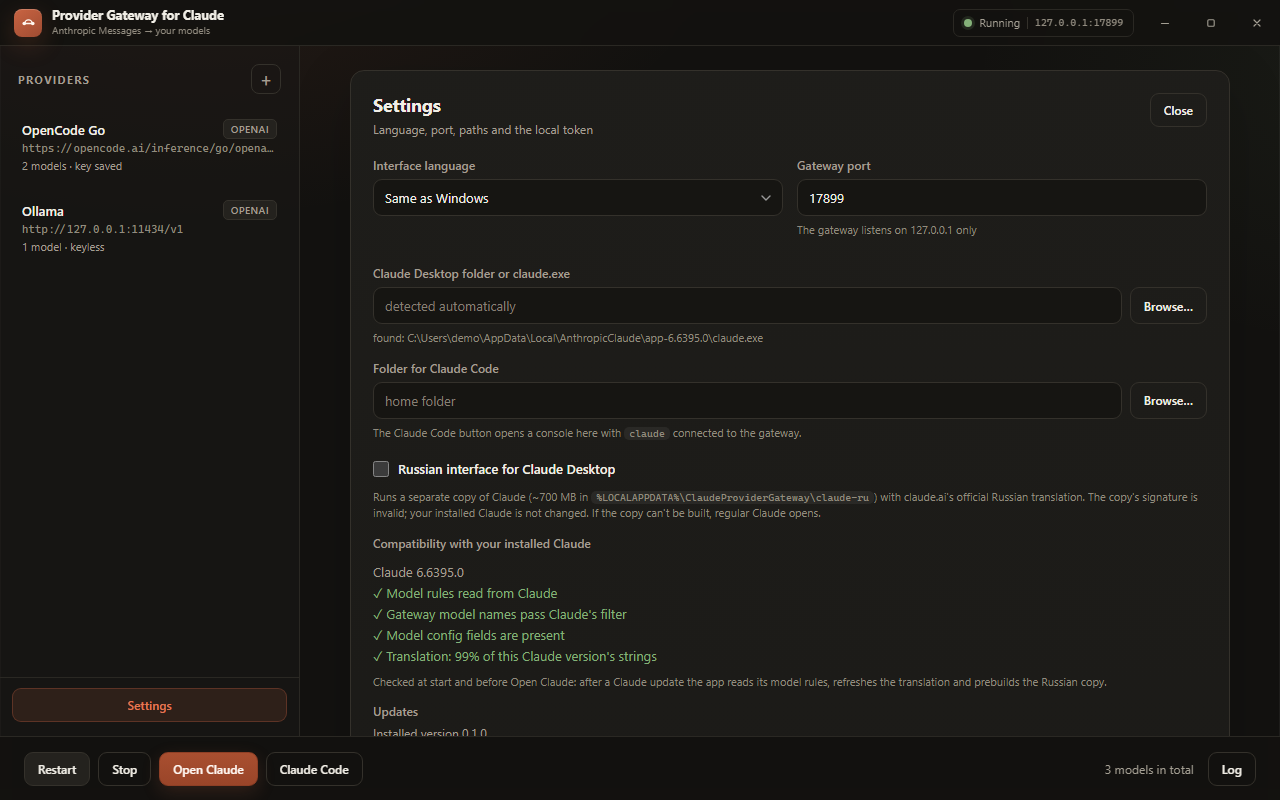 Provider Gateway for Claude
Anthropic Messages → your models
Running
127.0.0.1:17899
PROVIDERS
+
OpenCode Go
OPENAI
https://opencode.ai/inference/go/opena…
2 models · key saved
Ollama
OPENAI
http://127.0.0.1:11434/v1
1 model · keyless
Settings
Settings
Language, port, paths and the local token
Close
Interface language
Same as Windows
Gateway port
17899
The gateway listens on 127.0.0.1 only
Claude Desktop folder or claude.exe
detected automatically
Browse...
found: C:\Users\demo\AppData\Local\AnthropicClaude\app-6.6395.0\claude.exe
Folder for Claude Code
home folder
Browse...
The Claude Code button opens a console here with claude connected to the gateway.
Russian interface for Claude Desktop
Runs a separate copy of Claude (~700 MB in %LOCALAPPDATA%\ClaudeProviderGateway\claude-ru) with claude.ai's official Russian translation. The copy's signature is
invalid; your installed Claude is not changed. If the copy can't be built, regular Claude opens.
Compatibility with your installed Claude
Claude 6.6395.0
✓ Model rules read from Claude
✓ Gateway model names pass Claude's filter
✓ Model config fields are present
✓ Translation: 99% of this Claude version's strings
Checked at start and before Open Claude: after a Claude update the app reads its model rules, refreshes the translation and prebuilds the Russian copy.
Updates
Installed version 0.1.0
Restart
Stop
Open Claude
Claude Code
3 models in total
Log